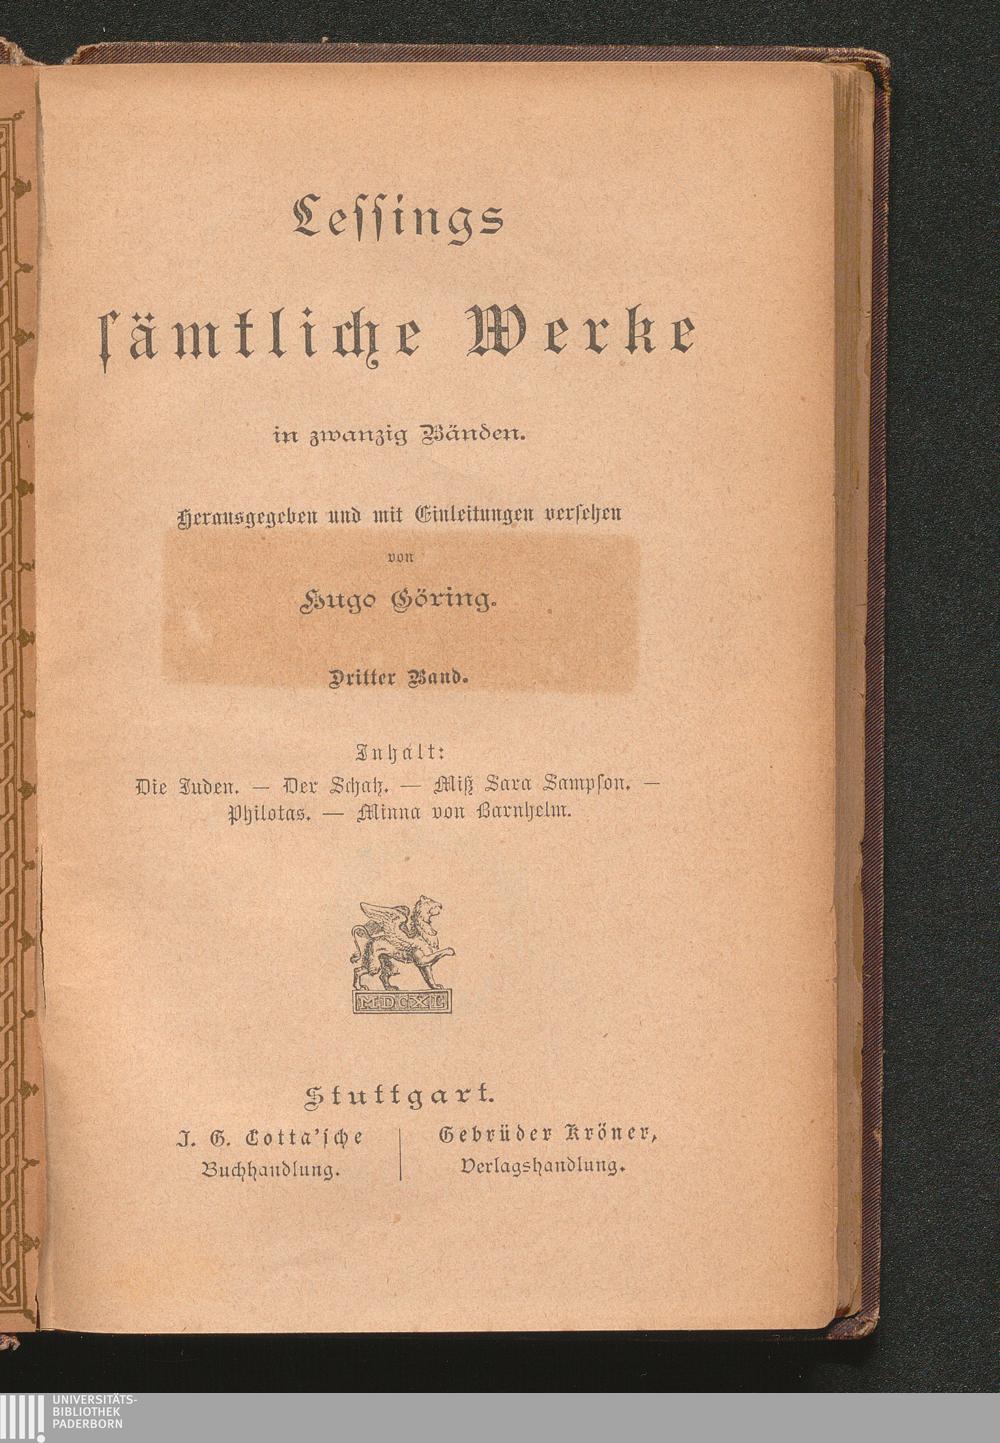 Leſſings
ſämtliche Werke
in zwanzig Bänden.
Herausgegeben und mit Einleitungen verſehen
von
Hugo Göring.
Dritter Band.
Inhalt:
Die Juden. — Der Schatz. — Miß Sara Sampſon. —
Philotas. — Minna von Barnhelm.
MDCXL
Stuttgart.
J. G. Cotta'ſche
Buchhandlung.
Gebrüder Kröner,
Verlagshandlung.
UNIVERSITÄTS-
BIBLIOTHEK
PADERBORN